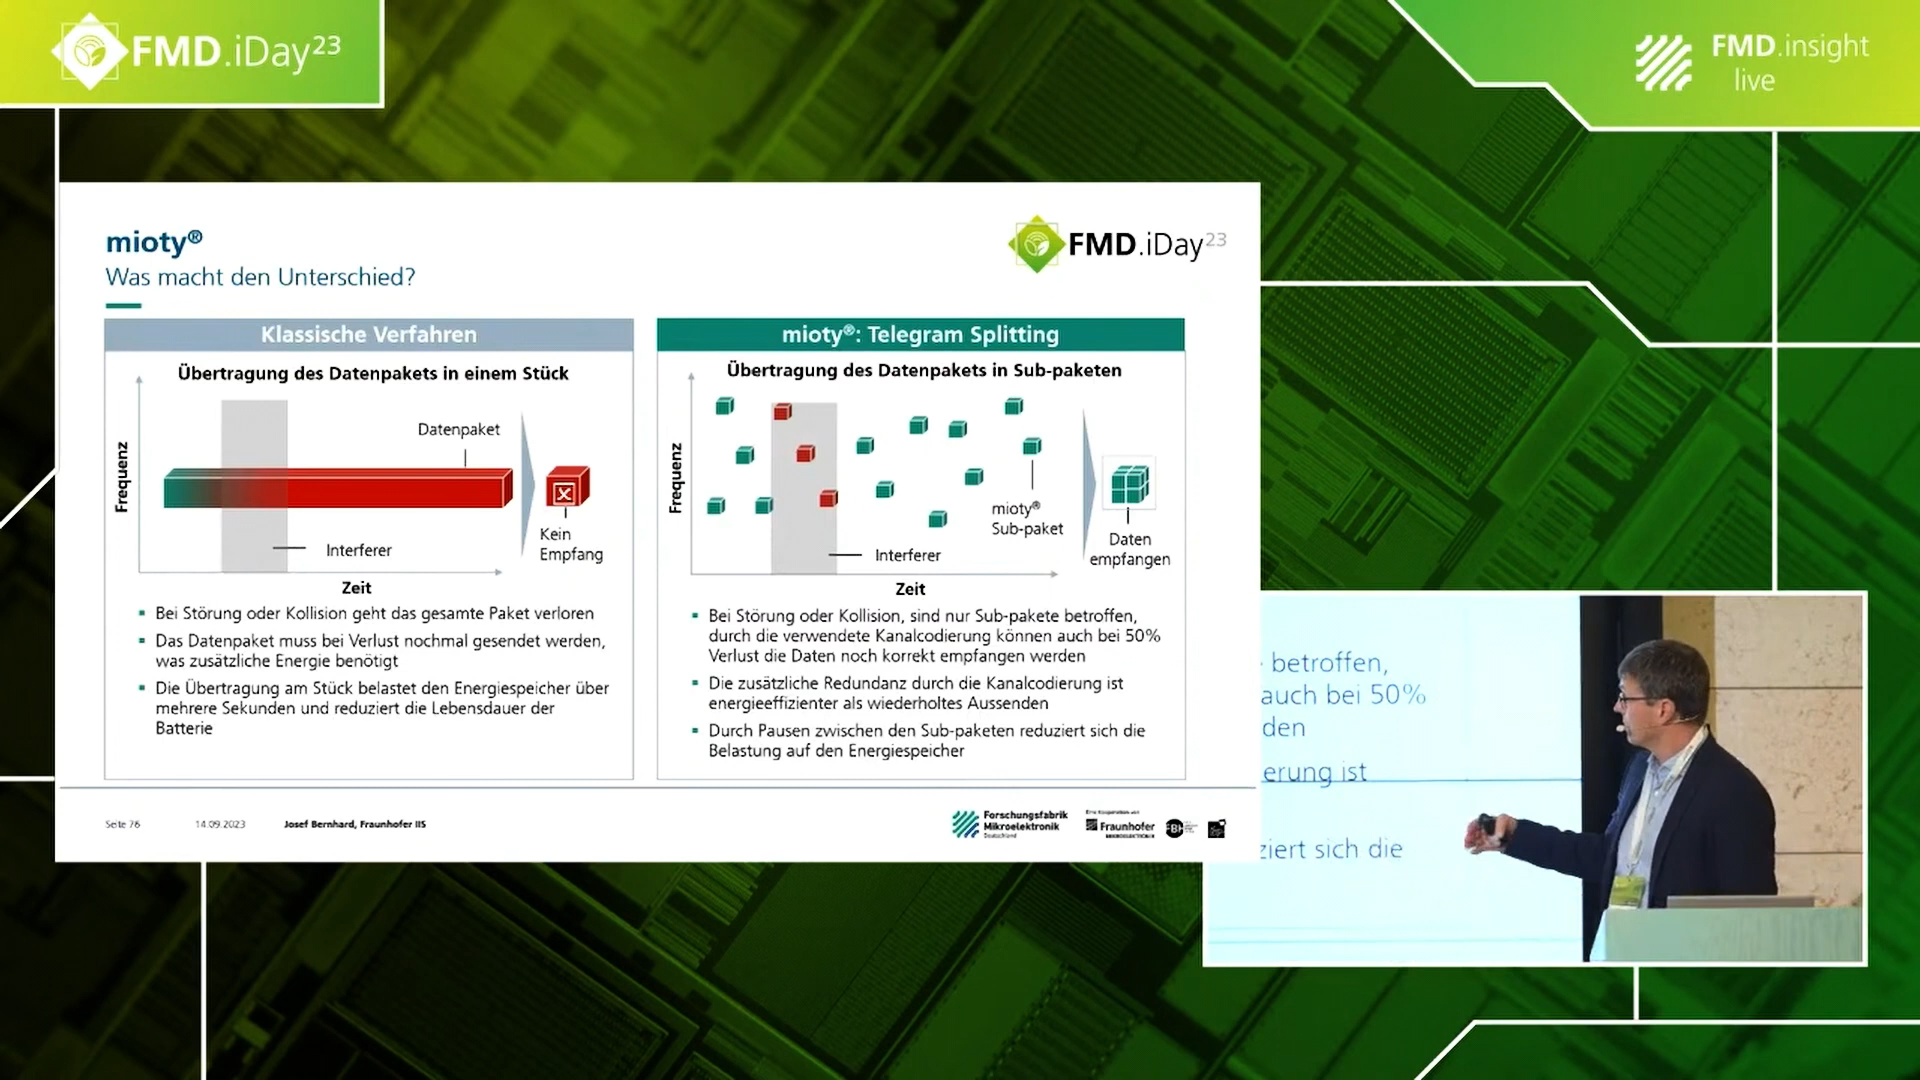 FMD.iDay23
FMD.insight
live
mioty®
Was macht den Unterschied?
FMD.iDay23
Klassische Verfahren
Übertragung des Datenpakets in einem Stück
Frequenz
Datenpaket
Interferer
Kein
Empfang
Zeit
Bei Störung oder Kollision geht das gesamte Paket verloren
Das Datenpaket muss bei Verlust nochmal gesendet werden,
was zusätzliche Energie benötigt
Die Übertragung am Stück belastet den Energiespeicher über
mehrere Sekunden und reduziert die Lebensdauer der
Batterie
mioty®: Telegram Splitting
Übertragung des Datenpakets in Sub-paketen
Frequenz
mioty®
Sub-paket
Interferer
Daten
empfangen
Zeit
Bei Störung oder Kollision, sind nur Sub-pakete betroffen,
durch die verwendete Kanalcodierung können auch bei 50%
Verlust die Daten noch korrekt empfangen werden
Die zusätzliche Redundanz durch die Kanalcodierung ist
energieeffizienter als wiederholtes Aussenden
Durch Pausen zwischen den Sub-paketen reduziert sich die
Belastung auf den Energiespeicher
Seite 76
14.09.2023
Josef Bernhard, Fraunhofer IIS
Forschungsfabrik
Mikroelektronik
Deutschland
Eine Kooperation von
Fraunhofer
MIKROELEKTRONIK
FBH
betroffen,
auch bei 50%
den
erung ist
ziert sich die